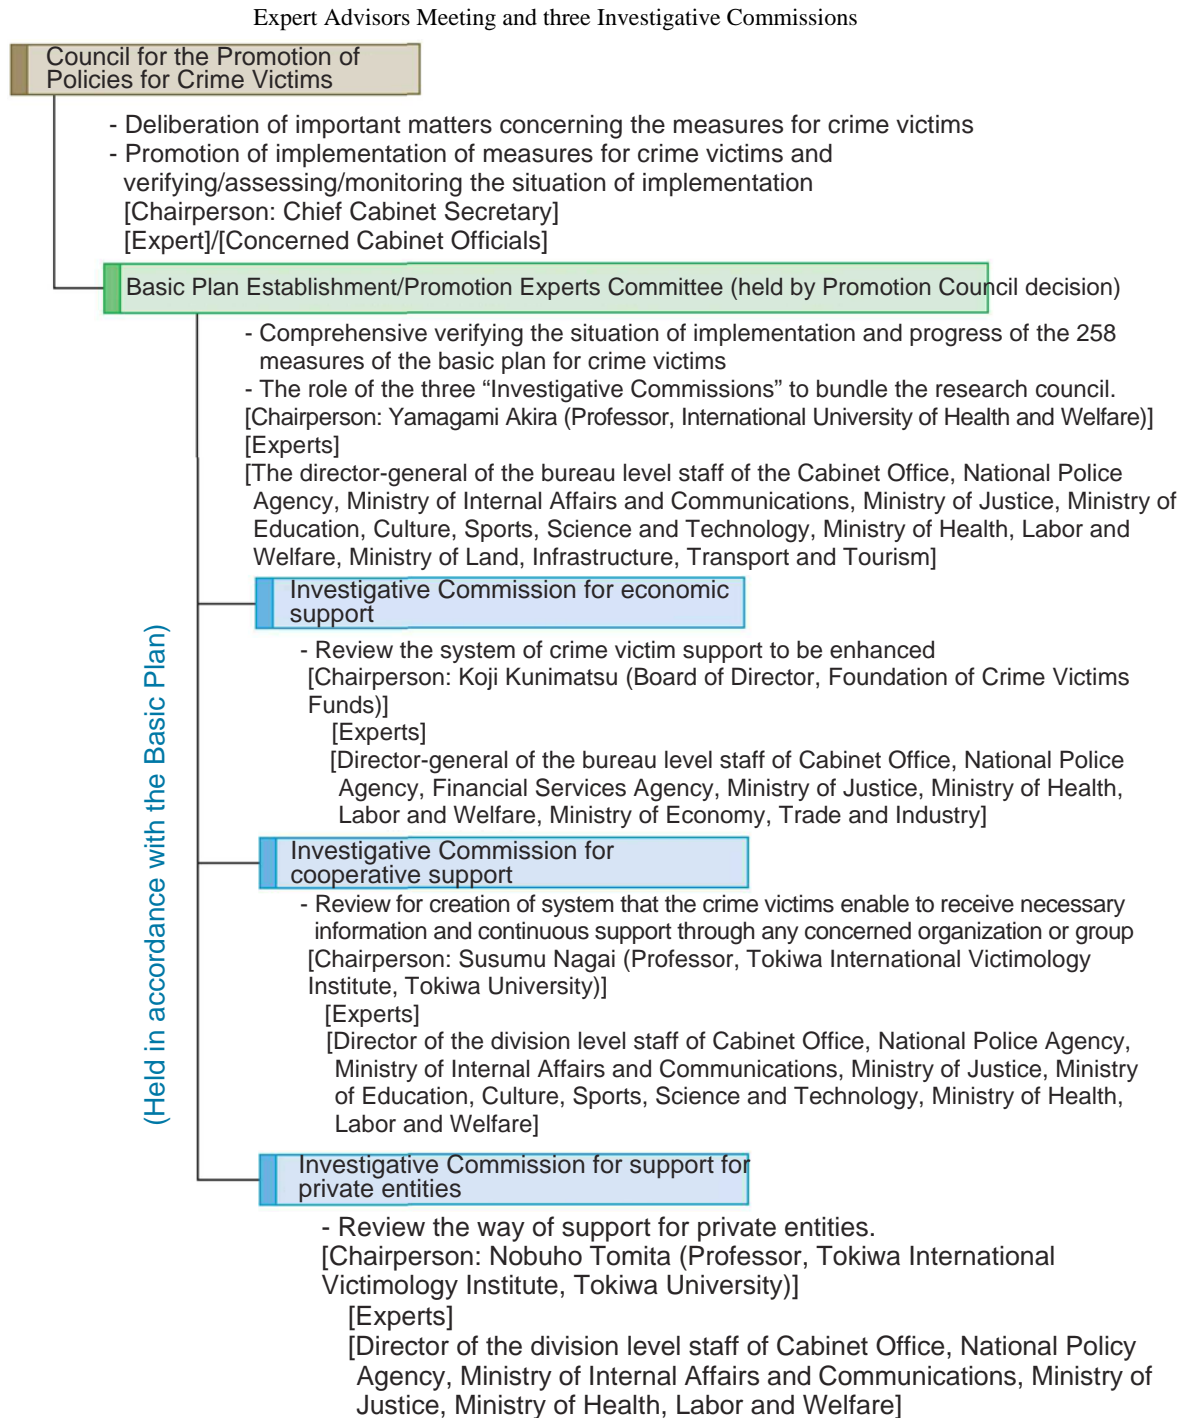 Expert Advisors Meeting and three Investigative Commissions
Council for the Promotion of
Policies for Crime Victims
- Deliberation of important matters concerning the measures for crime victims
- Promotion of implementation of measures for crime victims and
verifying/assessing/monitoring the situation of implementation
[Chairperson: Chief Cabinet Secretary]
[Expert]/[Concerned Cabinet Officials]
Basic Plan Establishment/Promotion Experts Committee (held by Promotion Council decision)
- Comprehensive verifying the situation of implementation and progress of the 258
measures of the basic plan for crime victims
- The role of the three “Investigative Commissions” to bundle the research council.
[Chairperson: Yamagami Akira (Professor, International University of Health and Welfare)]
[Experts]
[The director-general of the bureau level staff of the Cabinet Office, National Police
Agency, Ministry of Internal Affairs and Communications, Ministry of Justice, Ministry of
Education, Culture, Sports, Science and Technology, Ministry of Health, Labor and
Welfare, Ministry of Land, Infrastructure, Transport and Tourism]
(Held in accordance with the Basic Plan)
Investigative Commission for economic
support
- Review the system of crime victim support to be enhanced
[Chairperson: Koji Kunimatsu (Board of Director, Foundation of Crime Victims
Funds)]
[Experts]
[Director-general of the bureau level staff of Cabinet Office, National Police
Agency, Financial Services Agency, Ministry of Justice, Ministry of Health,
Labor and Welfare, Ministry of Economy, Trade and Industry]
Investigative Commission for
cooperative support
- Review for creation of system that the crime victims enable to receive necessary
information and continuous support through any concerned organization or group
[Chairperson: Susumu Nagai (Professor, Tokiwa International Victimology
Institute, Tokiwa University)]
[Experts]
[Director of the division level staff of Cabinet Office, National Police Agency,
Ministry of Internal Affairs and Communications, Ministry of Justice, Ministry
of Education, Culture, Sports, Science and Technology, Ministry of Health,
Labor and Welfare]
Investigative Commission for support for
private entities
- Review the way of support for private entities.
[Chairperson: Nobuho Tomita (Professor, Tokiwa International
Victimology Institute, Tokiwa University)]
[Experts]
[Director of the division level staff of Cabinet Office, National Policy
Agency, Ministry of Internal Affairs and Communications, Ministry of
Justice, Ministry of Health, Labor and Welfare]